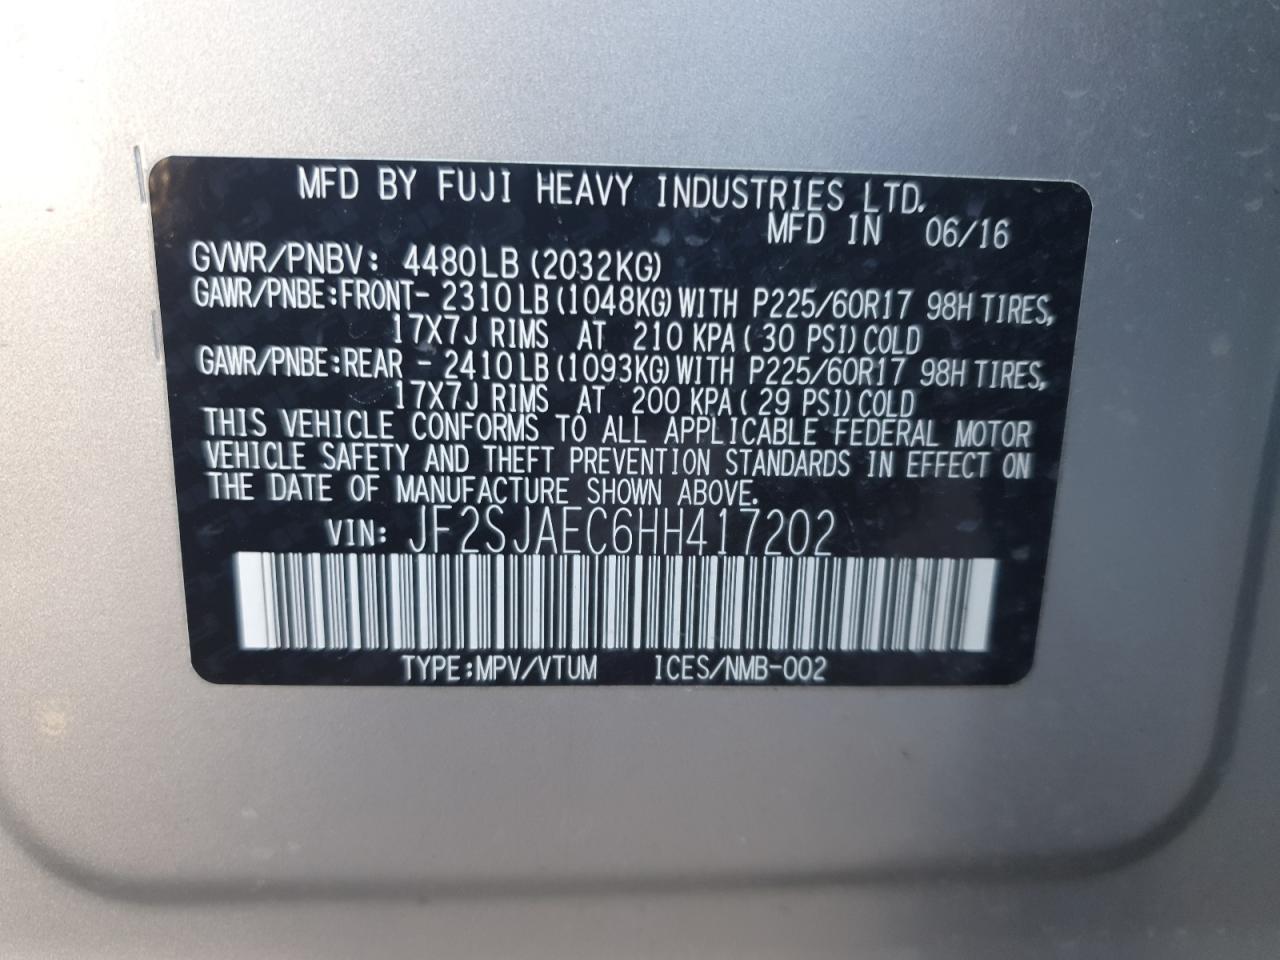 MFD BY FUJI HEAVY INDUSTRIES LTD.
MFD IN 06/16
GVWR/PNBV: 4480LB (2032KG)
GAWR/PNBE:FRONT- 2310LB (1048KG) WITH P225/60R17 98H TIRES,
17X7J RIMS AT 210 KPA ( 30 PSI) COLD
GAWR/PNBE:REAR - 2410LB (1093KG) WITH P225/60R17 98H TIRES,
17X7J RIMS AT 200 KPA ( 29 PSI) COLD
THIS VEHICLE CONFORMS TO ALL APPLICABLE FEDERAL MOTOR
VEHICLE SAFETY AND THEFT PREVENTION STANDARDS IN EFFECT ON
THE DATE OF MANUFACTURE SHOWN ABOVE.
VIN: JF2SJAEC6HH417202
TYPE:MPV/VTUM ICES/NMB-002